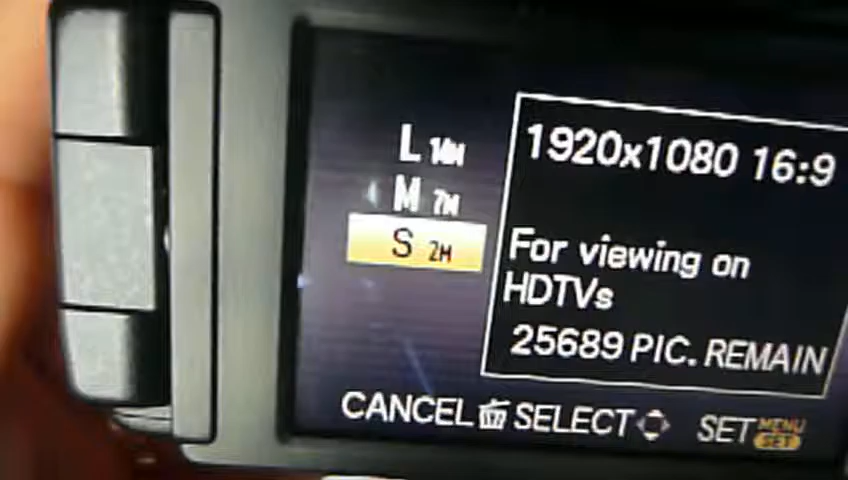 L 14M
M 7M
S 2M
1920x1080 16:9
For viewing on
HDTVs
25689 PIC. REMAIN
CANCEL SELECT SET MENU
SET